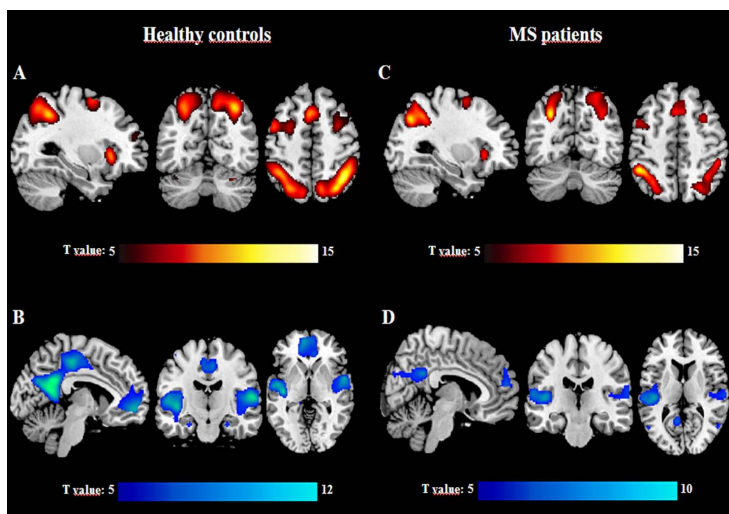 Healthy controls
MS patients
A
C
T value: 5
15
T value: 5
15
B
D
T value: 5
12
T value: 5
10